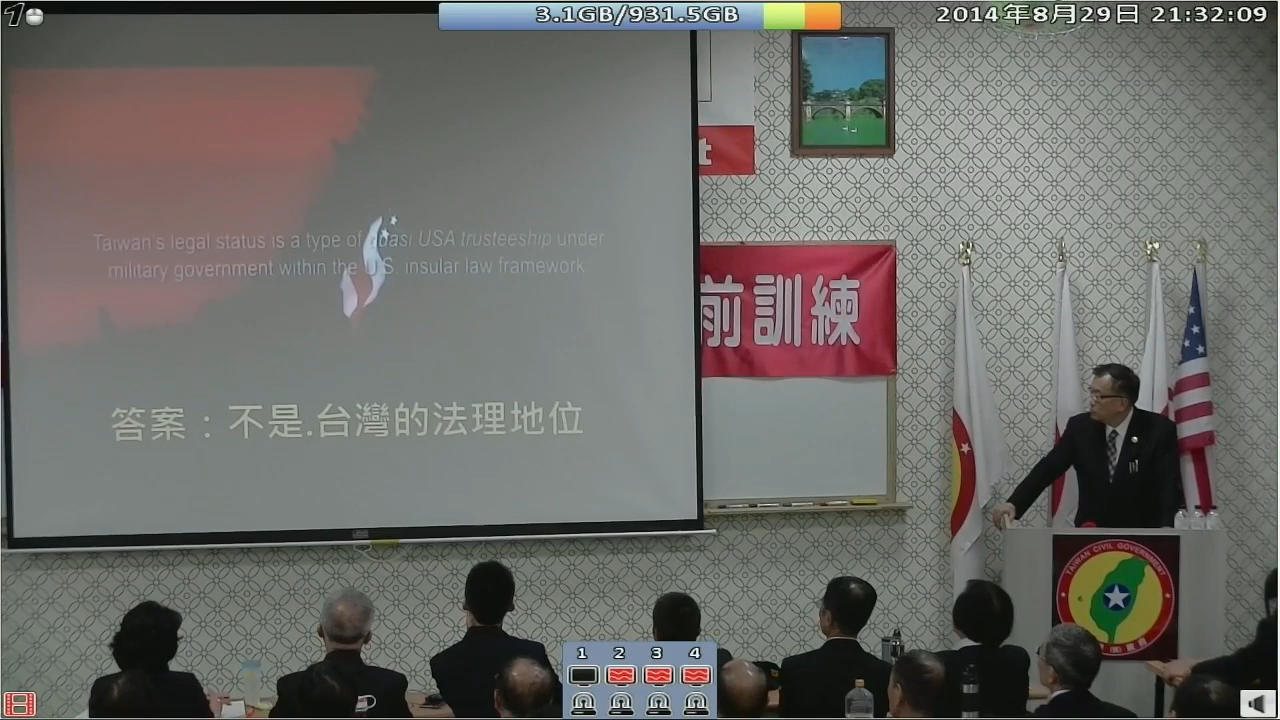 3.1GB/931.5GB
2014年8月29日 21:32:09
t
Taiwan's legal status is a type of quasi USA trusteeship under
military government within the U.S. insular law framework
前訓練
答案：不是.台灣的法理地位
TAIWAN CIVIL GOVERNMENT
1 2 3 4